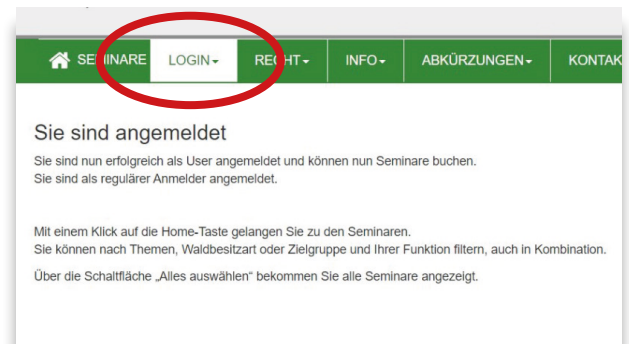 SEMINARE LOGIN RECHT INFO ABKÜRZUNGEN KONTAK
Sie sind angemeldet
Sie sind nun erfolgreich als User angemeldet und können nun Seminare buchen.
Sie sind als regulärer Anmelder angemeldet.
Mit einem Klick auf die Home-Taste gelangen Sie zu den Seminaren.
Sie können nach Themen, Waldbesitzart oder Zielgruppe und Ihrer Funktion filtern, auch in Kombination.
Über die Schaltfläche „Alles auswählen“ bekommen Sie alle Seminare angezeigt.